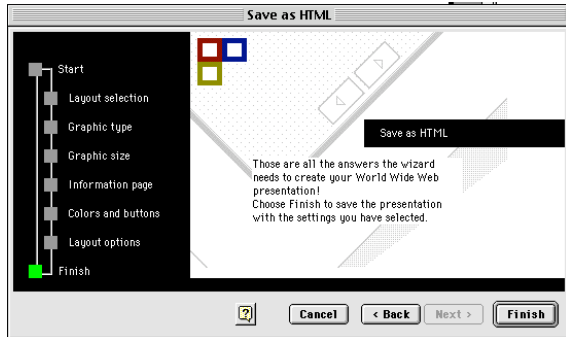 Save as HTML
Start
Layout selection
Graphic type
Graphic size
Information page
Colors and buttons
Layout options
Finish
Save as HTML
Those are all the answers the wizard
needs to create your World Wide Web
presentation!
Choose Finish to save the presentation
with the settings you have selected.
?
Cancel
< Back
Next >
Finish